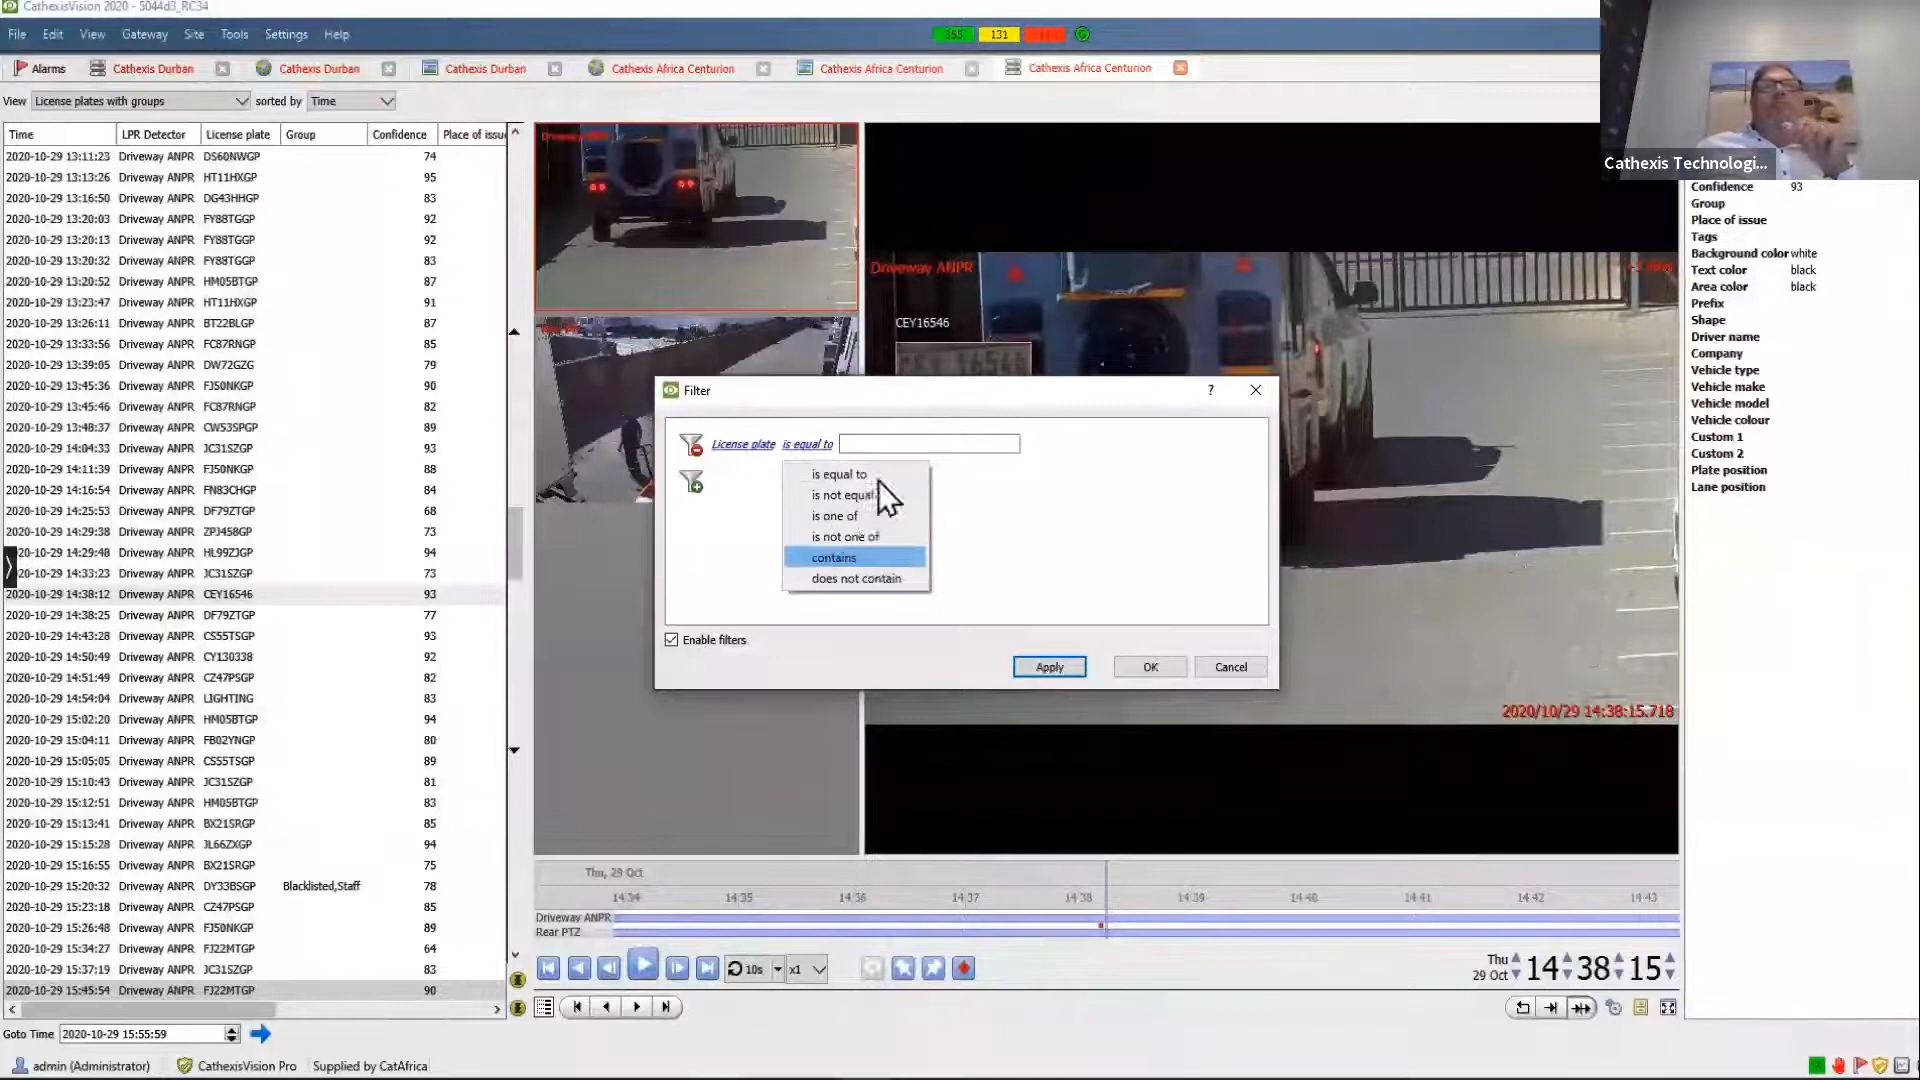 CathexisVision 2020 - 5044d3_RC34
File Edit View Gateway Site Tools Settings Help
355 131
Alarms Cathexis Durban Cathexis Durban Cathexis Durban Cathexis Africa Centurion Cathexis Africa Centurion Cathexis Africa Centurion
View License plates with groups sorted by Time
Time LPR Detector License plate Group Confidence Place of issu
2020-10-29 13:11:23 Driveway ANPR DS60NWGP 74
2020-10-29 13:13:26 Driveway ANPR HT11HXGP 95
2020-10-29 13:16:50 Driveway ANPR DG43HHGP 83
2020-10-29 13:20:03 Driveway ANPR FY88TGGP 92
2020-10-29 13:20:13 Driveway ANPR FY88TGGP 92
2020-10-29 13:20:32 Driveway ANPR FY88TGGP 83
2020-10-29 13:20:52 Driveway ANPR HM05BTGP 87
2020-10-29 13:23:47 Driveway ANPR HT11HXGP 91
2020-10-29 13:26:11 Driveway ANPR BT22BLGP 87
2020-10-29 13:33:56 Driveway ANPR FC87RNGP 85
2020-10-29 13:39:05 Driveway ANPR DW72GZG 79
2020-10-29 13:45:36 Driveway ANPR FJ50NKGP 90
2020-10-29 13:45:46 Driveway ANPR FC87RNGP 82
2020-10-29 13:48:37 Driveway ANPR CW53SPGP 89
2020-10-29 14:04:33 Driveway ANPR JC31SZGP 93
2020-10-29 14:11:39 Driveway ANPR FJ50NKGP 88
2020-10-29 14:16:54 Driveway ANPR FN83CHGP 84
2020-10-29 14:25:53 Driveway ANPR DF79ZTGP 68
2020-10-29 14:29:38 Driveway ANPR ZPJ458GP 73
20-10-29 14:29:48 Driveway ANPR HL99ZJGP 94
20-10-29 14:33:23 Driveway ANPR JC31SZGP 73
2020-10-29 14:38:12 Driveway ANPR CEY16546 93
2020-10-29 14:38:25 Driveway ANPR DF79ZTGP 77
2020-10-29 14:43:28 Driveway ANPR CS55TSGP 93
2020-10-29 14:50:49 Driveway ANPR CY130338 92
2020-10-29 14:51:49 Driveway ANPR CZ47PSGP 82
2020-10-29 14:54:04 Driveway ANPR LIGHTING 83
2020-10-29 15:02:20 Driveway ANPR HM05BTGP 94
2020-10-29 15:04:11 Driveway ANPR FB02YNGP 80
2020-10-29 15:05:05 Driveway ANPR CS55TSGP 89
2020-10-29 15:10:43 Driveway ANPR JC31SZGP 81
2020-10-29 15:12:51 Driveway ANPR HM05BTGP 83
2020-10-29 15:13:41 Driveway ANPR BX21SRGP 85
2020-10-29 15:15:28 Driveway ANPR JL66ZXGP 94
2020-10-29 15:16:55 Driveway ANPR BX21SRGP 75
2020-10-29 15:20:32 Driveway ANPR DY33BSGP Blacklisted,Staff 78
2020-10-29 15:23:18 Driveway ANPR CZ47PSGP 85
2020-10-29 15:26:48 Driveway ANPR FJ50NKGP 89
2020-10-29 15:34:27 Driveway ANPR FJ22MTGP 64
2020-10-29 15:37:19 Driveway ANPR JC31SZGP 83
2020-10-29 15:45:54 Driveway ANPR FJ22MTGP 90
Goto Time 2020-10-29 15:55:59
Driveway ANPR
CEY16546
Filter ?
License plate is equal to
is equal to
is not equal
is one of
is not one of
contains
does not contain
Enable filters
Apply OK Cancel
2020/10/29 14:38:15.718
Thu, 29 Oct
14:34 14:35 14:36 14:37 14:38 14:39 14:40 14:41 14:42 14:43
Driveway ANPR
Rear PTZ
10s x1
Thu 29 Oct 14 38 15
Cathexis Technologi...
Confidence 93
Group
Place of issue
Tags
Background color white
Text color black
Area color black
Prefix
Shape
Driver name
Company
Vehicle type
Vehicle make
Vehicle model
Vehicle colour
Custom 1
Custom 2
Plate position
Lane position
admin (Administrator) CathexisVision Pro Supplied by CatAfrica